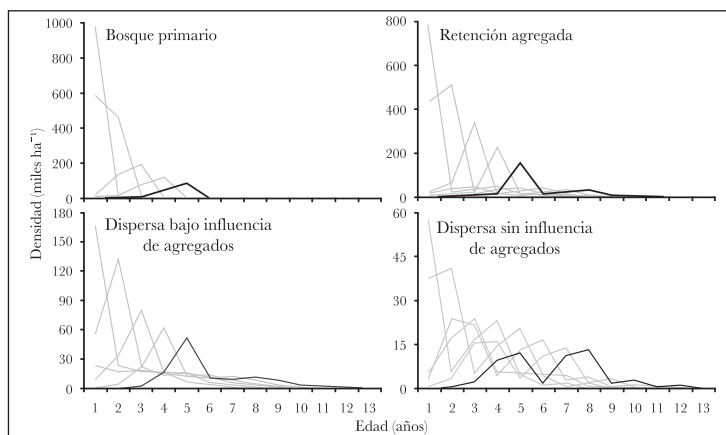 Densidad (miles ha⁻¹)
Bosque primario
1000
800
600
400
200
0
Retención agregada
800
600
400
200
0
Dispersa bajo influencia
de agregados
180
150
120
90
60
30
0
Dispersa sin influencia
de agregados
60
45
30
15
0
1 2 3 4 5 6 7 8 9 10 11 12 13
1 2 3 4 5 6 7 8 9 10 11 12 13
Edad (años)